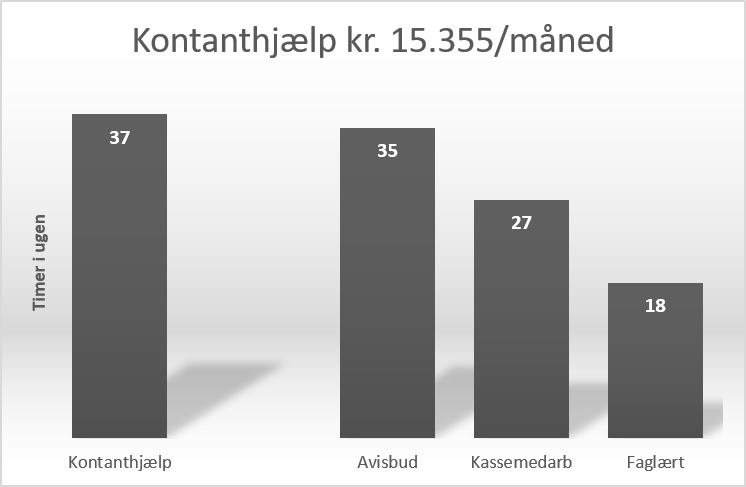 Kontanthjælp kr. 15.355/måned
Timer i ugen
37
35
27
18
Kontanthjælp
Avisbud
Kassemedarb
Faglært